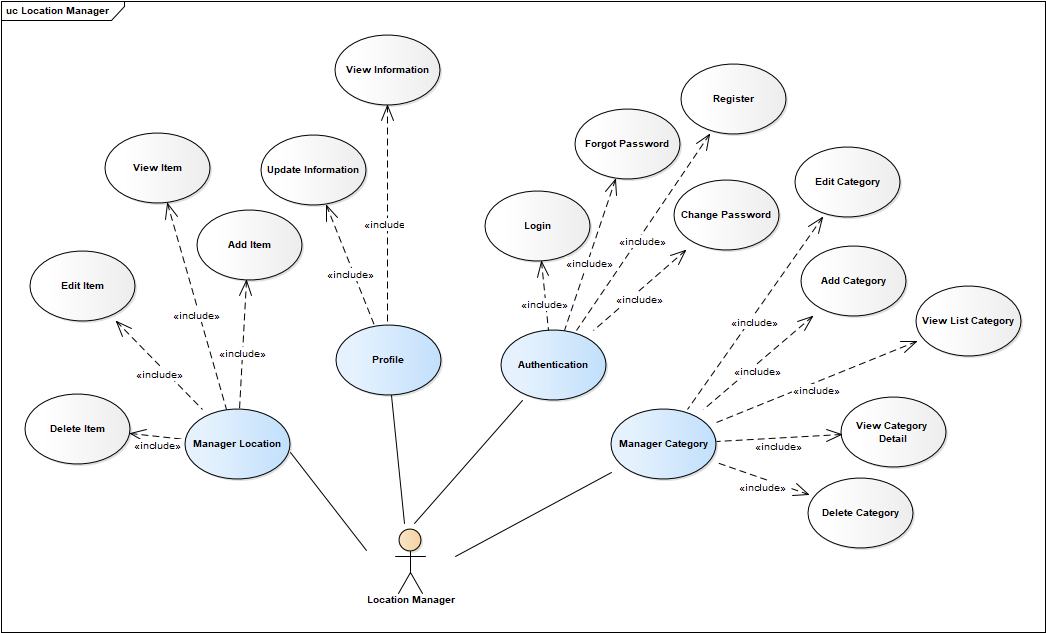 uc Location Manager
View Information
Register
Forgot Password
View Item
Update Information
Edit Category
Change Password
«include
Login
Add Item
«include»
«include»
«include»
Add Category
Edit Item
«include»
«include»
«include»
«include»
View List Category
«include»
«include»
Profile
Authentication
«include»
«include»
«include»
Delete Item
View Category
Detail
«include»
Manager Location
Manager Category
«include»
«include»
Delete Category
Location Manager